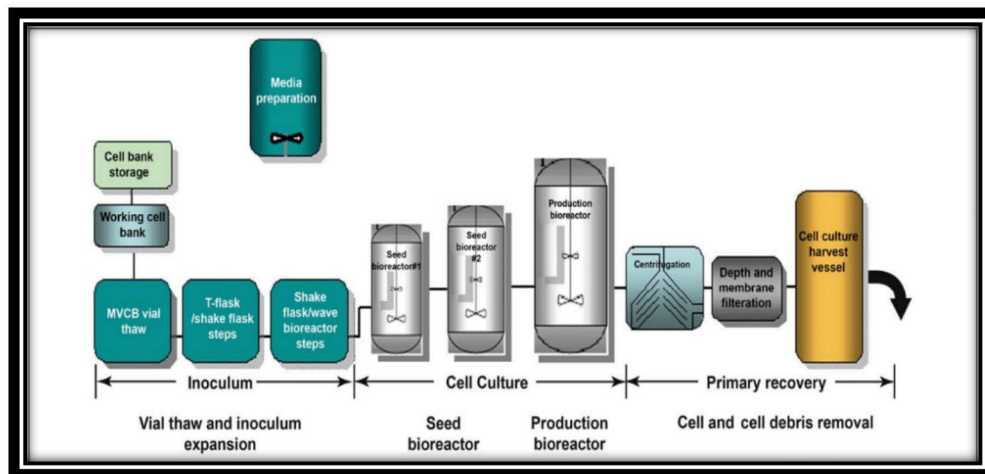 Media
preparation
Cell bank
storage
Working cell
bank
MVCB vial
thaw
T-flask
/shake flask
steps
Shake
flask/wave
bioreactor
steps
Seed
bioreactor#1
Seed
bioreactor
#2
Production
bioreactor
Centrifugation
Depth and
membrane
filteration
Cell culture
harvest
vessel
Inoculum
Cell Culture
Primary recovery
Vial thaw and inoculum
expansion
Seed
bioreactor
Production
bioreactor
Cell and cell debris removal